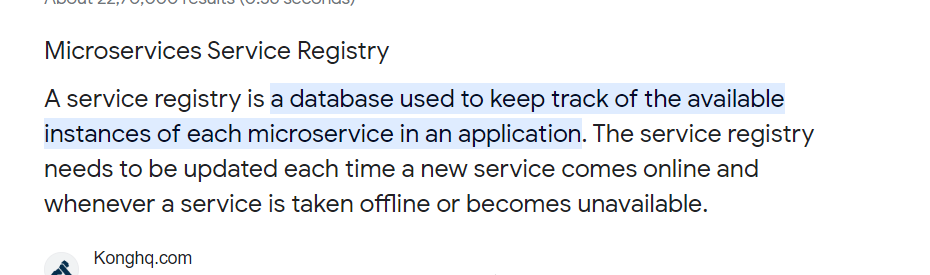 Microservices Service Registry
A service registry is a database used to keep track of the available
instances of each microservice in an application. The service registry
needs to be updated each time a new service comes online and
whenever a service is taken offline or becomes unavailable.
Konghq.com